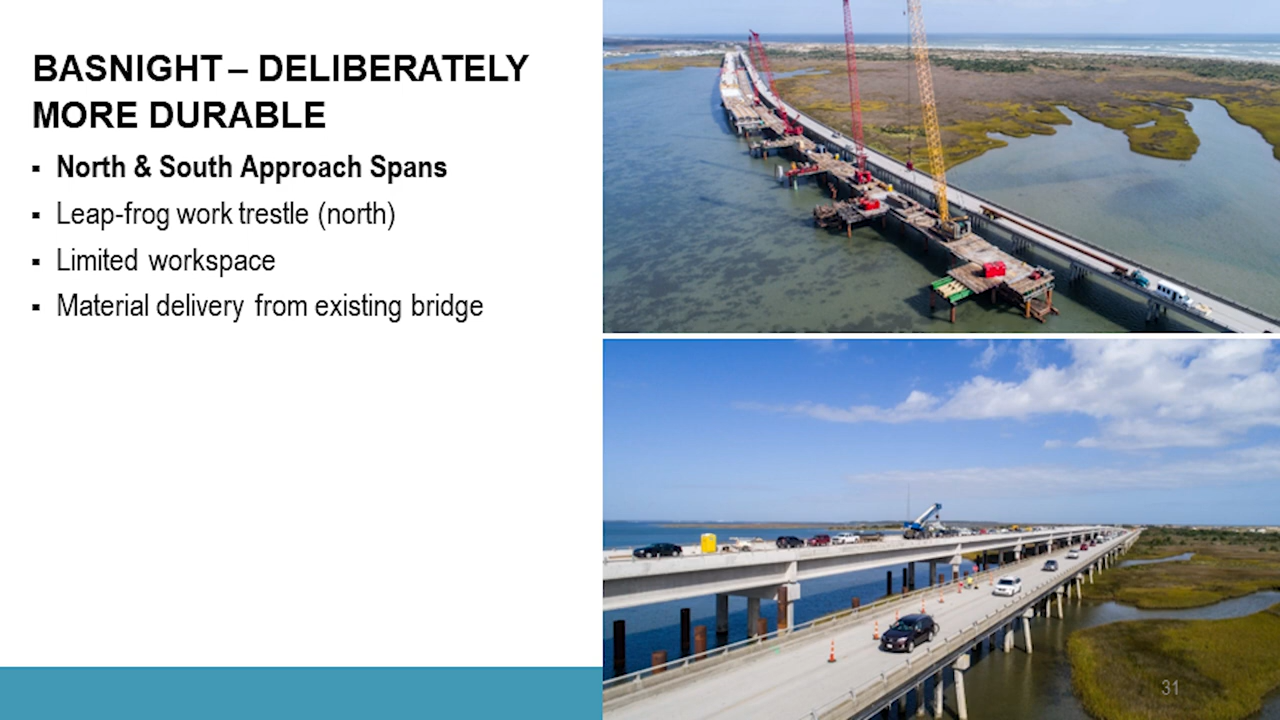 BASNIGHT – DELIBERATELY
MORE DURABLE
▪ North & South Approach Spans
▪ Leap-frog work trestle (north)
▪ Limited workspace
▪ Material delivery from existing bridge
31